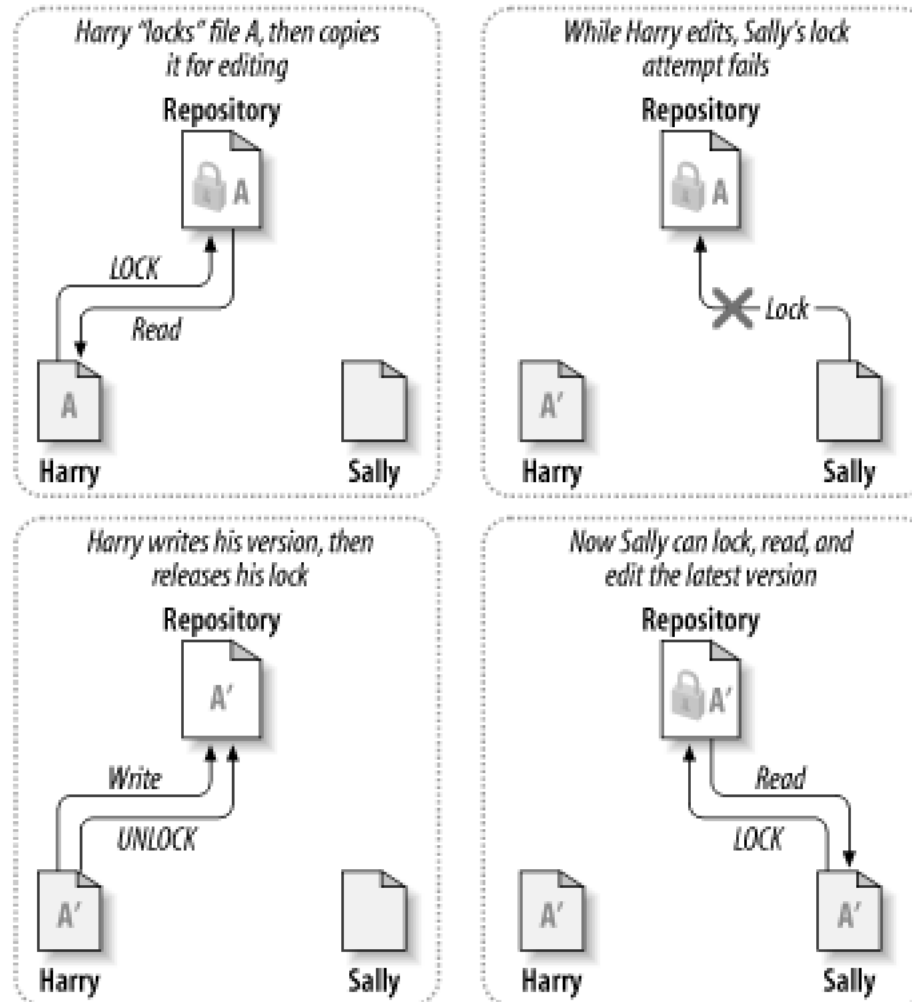 Harry “locks” file A, then copies
it for editing
Repository
A
LOCK
Read
A
Harry
Sally
While Harry edits, Sally’s lock
attempt fails
Repository
A
Lock
A′
Harry
Sally
Harry writes his version, then
releases his lock
Repository
A′
Write
UNLOCK
A′
Harry
Sally
Now Sally can lock, read, and
edit the latest version
Repository
A′
Read
LOCK
A′
Harry
A′
Sally